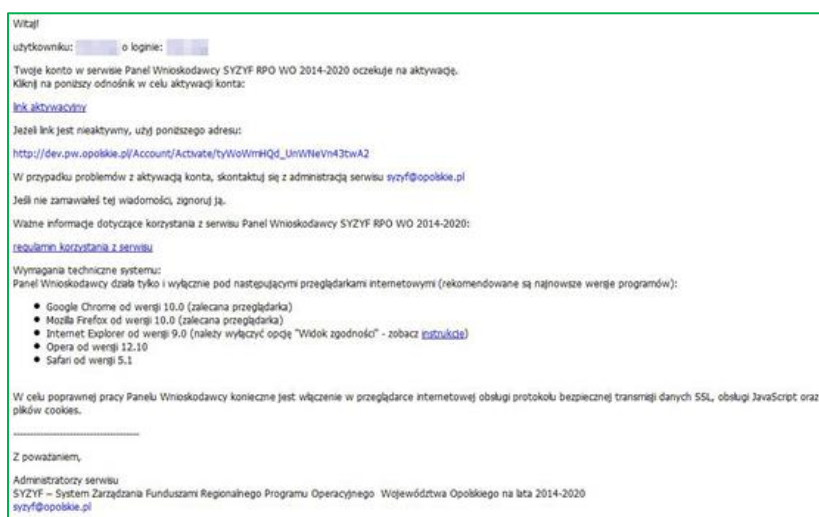 Witaj!
użytkowniku: o loginie:
Twoje konto w serwisie Panel Wnioskodawcy SYZYF RPO WO 2014-2020 oczekuje na aktywację.
Kliknij na poniższy odnośnik w celu aktywacji konta:
link aktywacyjny
Jeżeli link jest nieaktywny, użyj poniższego adresu:
http://dev.pw.opolskie.pl/Account/Activate/tyWoWmHQd_UnWNeVn43twA2
W przypadku problemów z aktywacją konta, skontaktuj się z administracją serwisu syzyf@opolskie.pl
Jeśli nie zamawiałeś tej wiadomości, zignoruj ją.
Ważne informacje dotyczące korzystania z serwisu Panel Wnioskodawcy SYZYF RPO WO 2014-2020:
regulamin korzystania z serwisu
Wymagania techniczne systemu:
Panel Wnioskodawcy działa tylko i wyłącznie pod następującymi przeglądarkami internetowymi (rekomendowane są najnowsze wersje programów):
• Google Chrome od wersji 10.0 (zalecana przeglądarka)
• Mozilla Firefox od wersji 10.0 (zalecana przeglądarka)
• Internet Explorer od wersji 9.0 (należy wyłączyć opcję "Widok zgodności" - zobacz instrukcje)
• Opera od wersji 12.10
• Safari od wersji 5.1
W celu poprawnej pracy Panelu Wnioskodawcy konieczne jest włączenie w przeglądarce internetowej obsługi protokołu bezpiecznej transmisji danych SSL, obsługi JavaScript oraz
plików cookies.
------------------------------------
Z poważaniem,
Administratorzy serwisu
SYZYF – System Zarządzania Funduszami Regionalnego Programu Operacyjnego Województwa Opolskiego na lata 2014-2020
syzyf@opolskie.pl